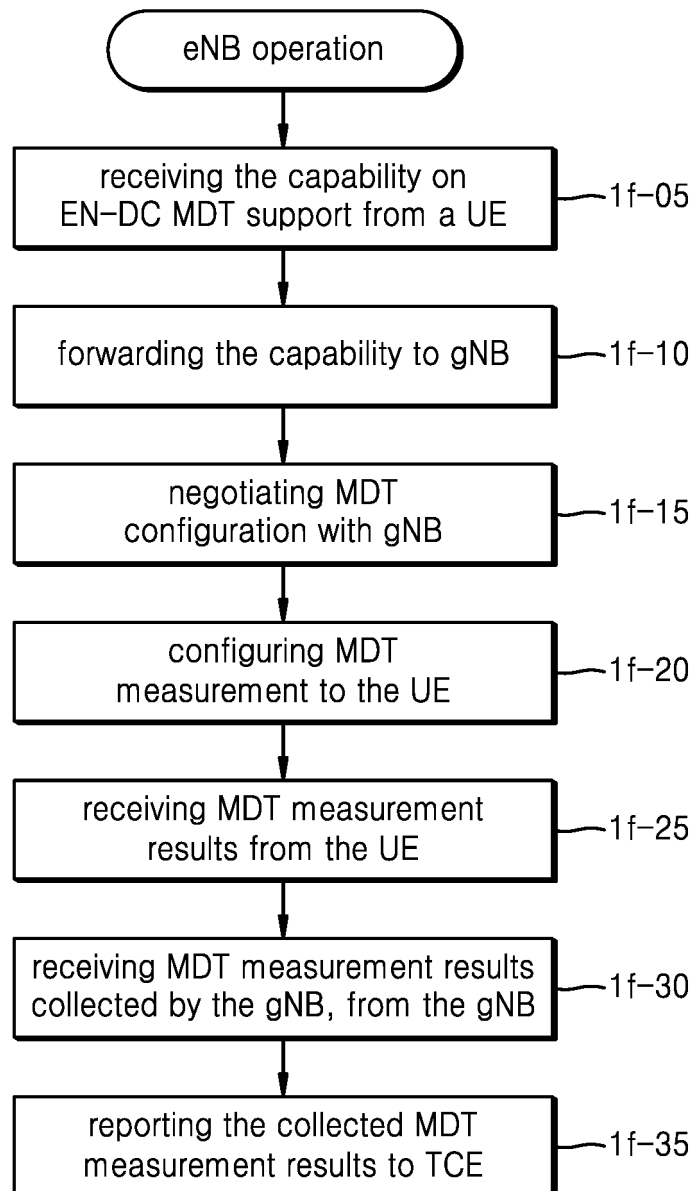 eNB operation
receiving the capability on
EN-DC MDT support from a UE
1f-05
forwarding the capability to gNB
1f-10
negotiating MDT
configuration with gNB
1f-15
configuring MDT
measurement to the UE
1f-20
receiving MDT measurement
results from the UE
1f-25
receiving MDT measurement results
collected by the gNB, from the gNB
1f-30
reporting the collected MDT
measurement results to TCE
1f-35